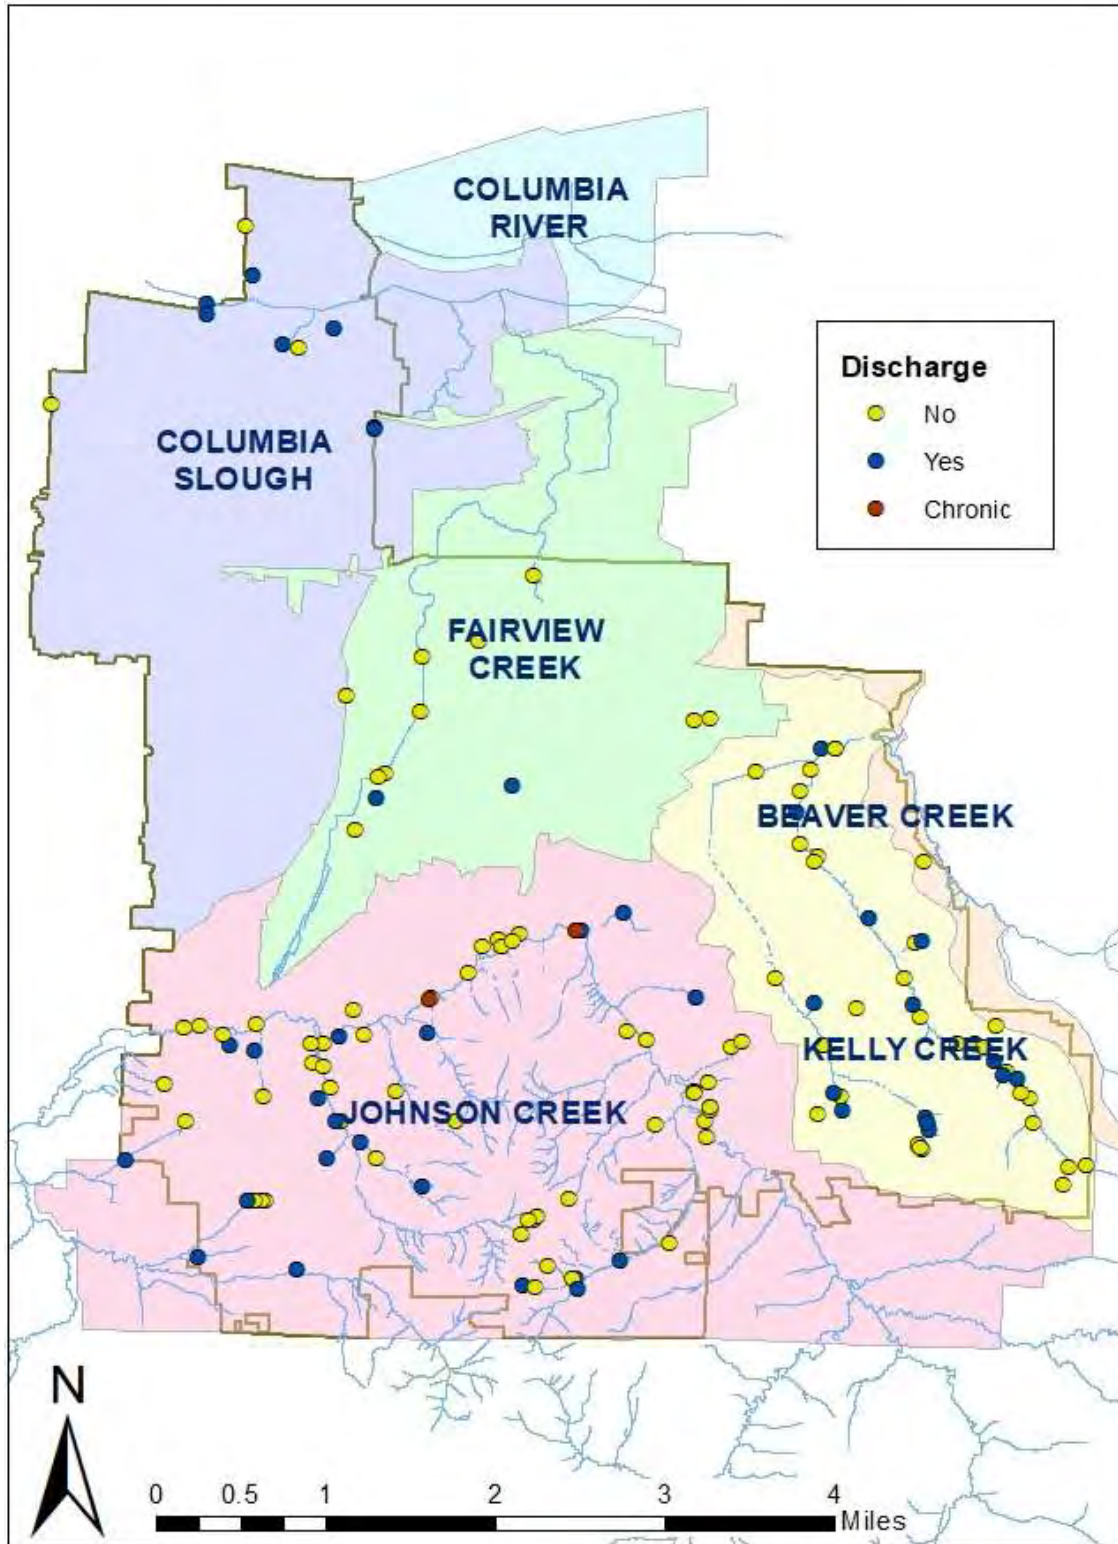 COLUMBIA
RIVER
Discharge
No
Yes
Chronic
COLUMBIA
SLOUGH
FAIRVIEW
CREEK
BEAVER CREEK
KELLY CREEK
JOHNSON CREEK
N
0 0.5 1 2 3 4
Miles